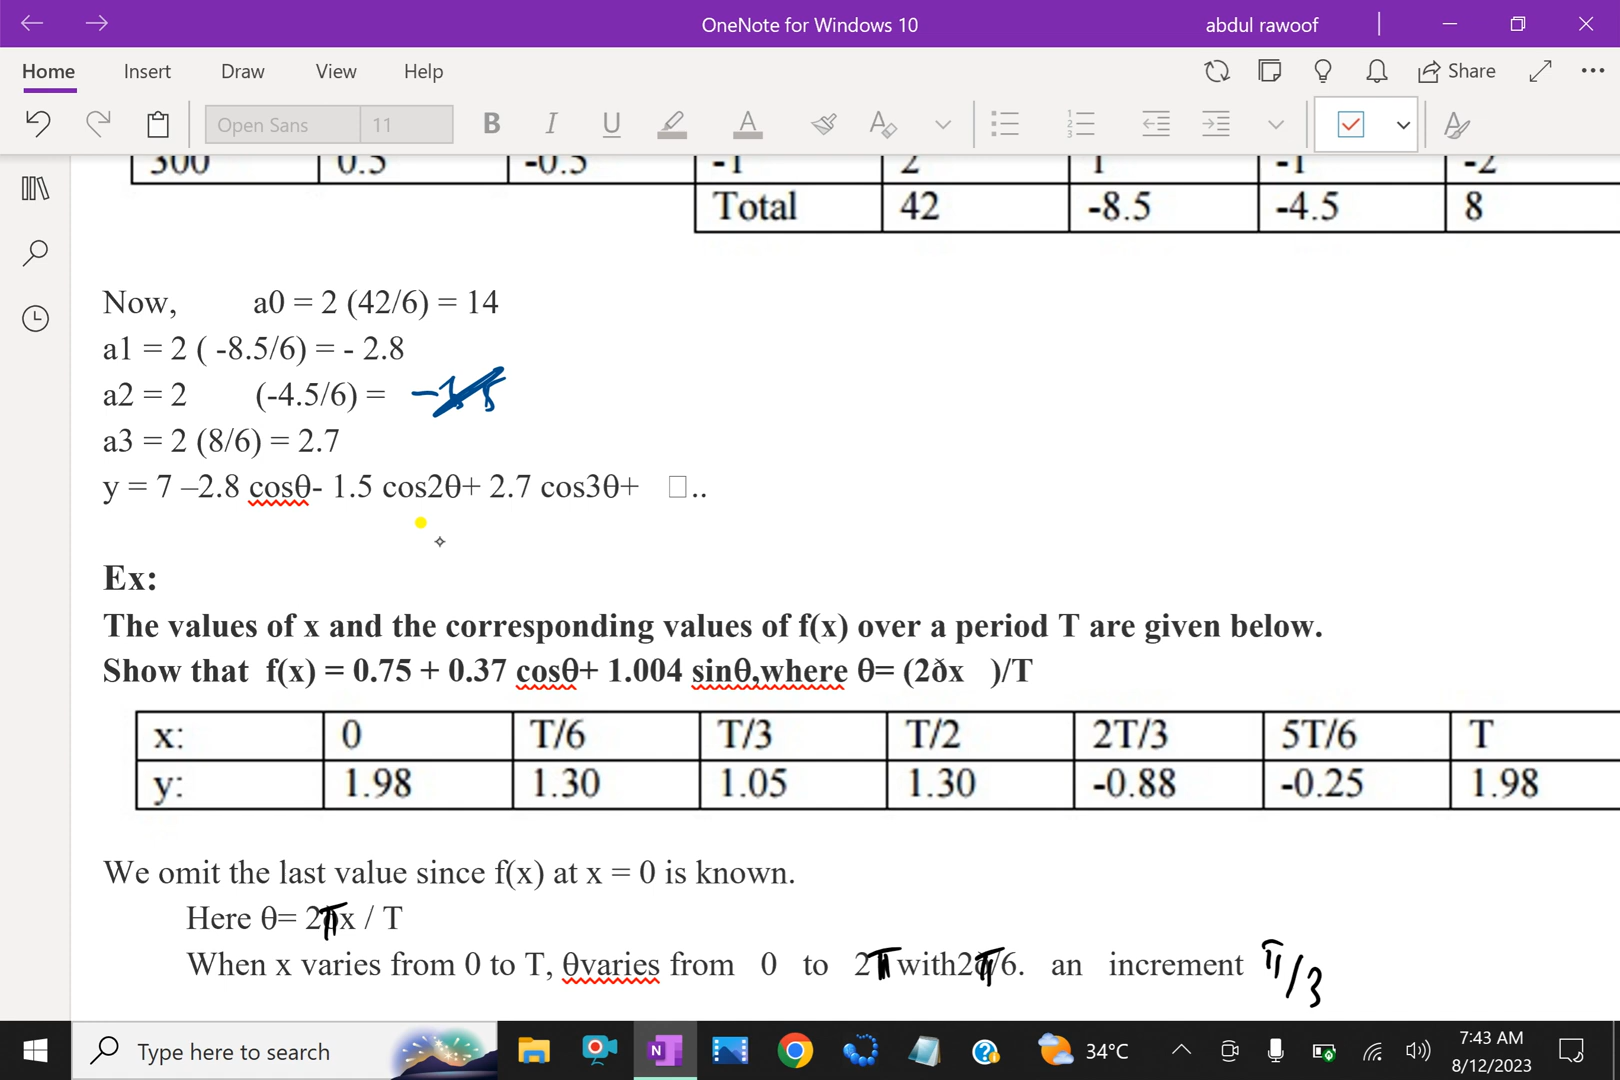 OneNote for Windows 10
abdul rawoof
Home Insert Draw View Help Share
Open Sans 11 B I U A A
300 0.5 -0.5 -1 2 1 -1 -2
Total 42 -8.5 -4.5 8
Now, a0 = 2 (42/6) = 14
a1 = 2 ( -8.5/6) = - 2.8
a2 = 2 (-4.5/6) =
a3 = 2 (8/6) = 2.7
y = 7 –2.8 cosθ- 1.5 cos2θ+ 2.7 cos3θ+ □..
Ex:
The values of x and the corresponding values of f(x) over a period T are given below.
Show that f(x) = 0.75 + 0.37 cosθ+ 1.004 sinθ,where θ= (2ðx )/T
x: 0 T/6 T/3 T/2 2T/3 5T/6 T
y: 1.98 1.30 1.05 1.30 -0.88 -0.25 1.98
We omit the last value since f(x) at x = 0 is known.
Here θ= 2πx / T
When x varies from 0 to T, θvaries from 0 to 2π with2π/6. an increment π/3
Type here to search
34°C
7:43 AM
8/12/2023